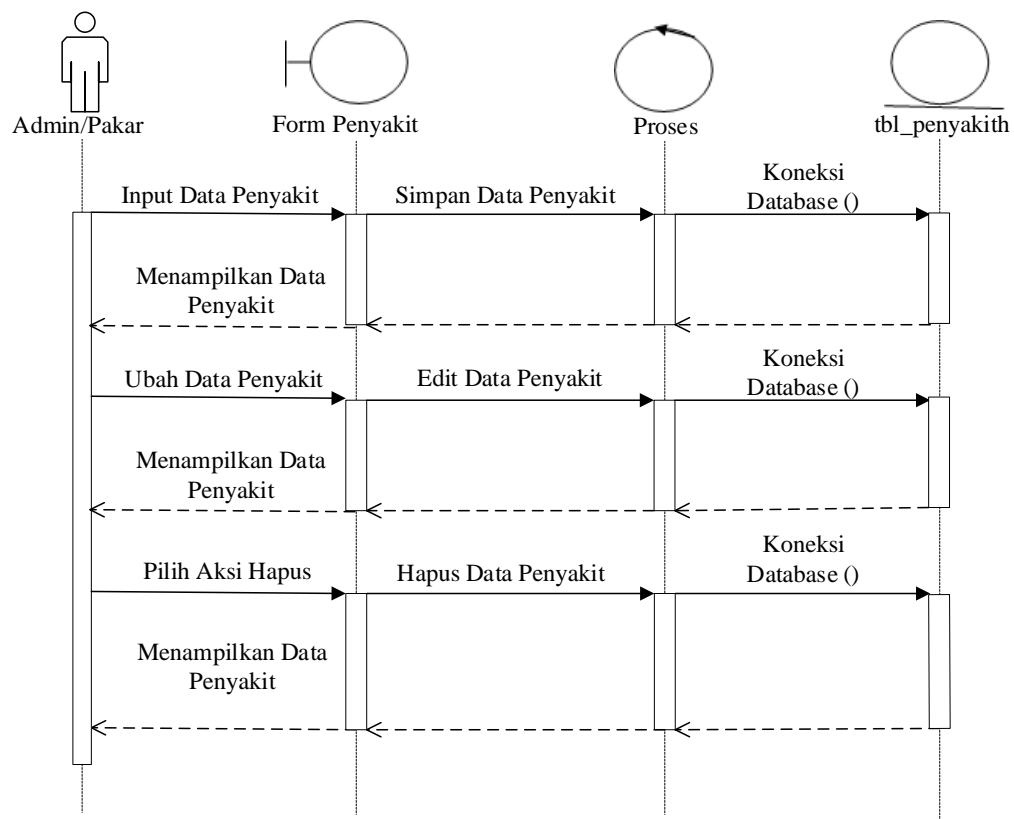 Admin/Pakar
Form Penyakit
Proses
tbl_penyakith
Input Data Penyakit
Simpan Data Penyakit
Koneksi
Database ()
Menampilkan Data
Penyakit
Ubah Data Penyakit
Edit Data Penyakit
Koneksi
Database ()
Menampilkan Data
Penyakit
Pilih Aksi Hapus
Hapus Data Penyakit
Koneksi
Database ()
Menampilkan Data
Penyakit